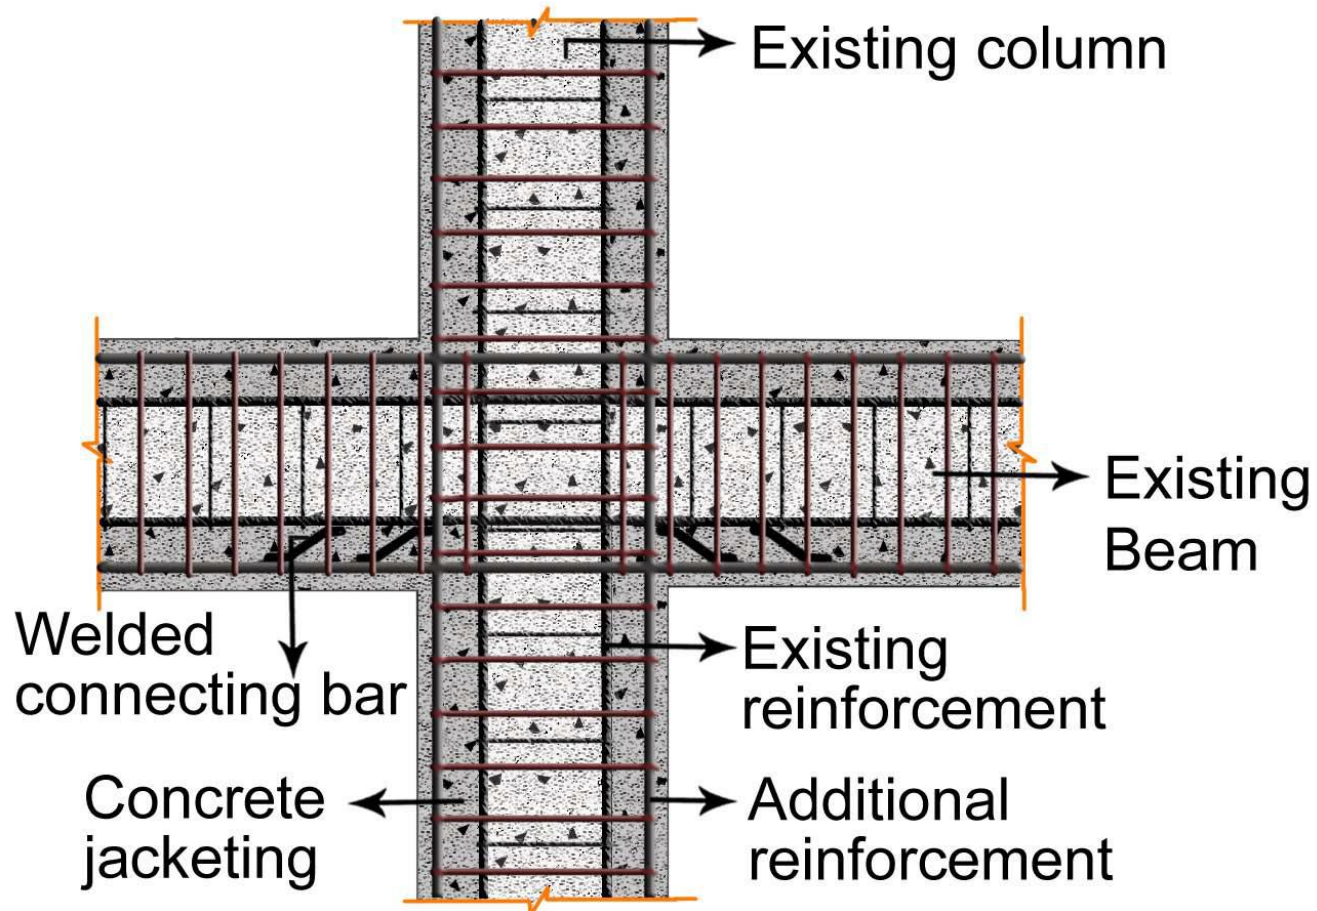 Existing column
Existing
Beam
Welded
connecting bar
Existing
reinforcement
Concrete
jacketing
Additional
reinforcement